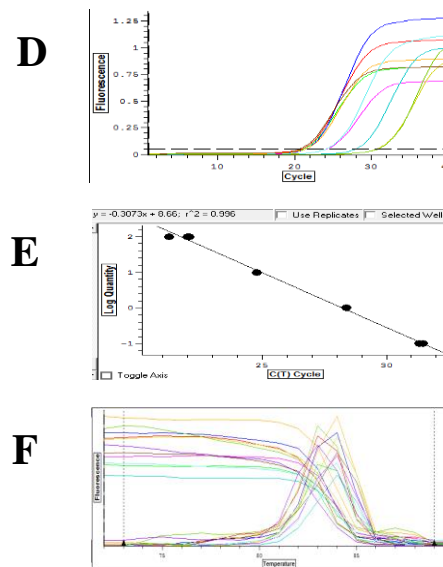 D
Fluorescence
1.25
1
0.75
0.5
0.25
0
10
20
30
Cycle
E
y = -0.3073x + 8.66; r^2 = 0.996
Use Replicates
Selected Well
Log Quantity
2
1
0
-1
25
30
Toggle Axis
C(T) Cycle
F
Fluorescence
Temperature